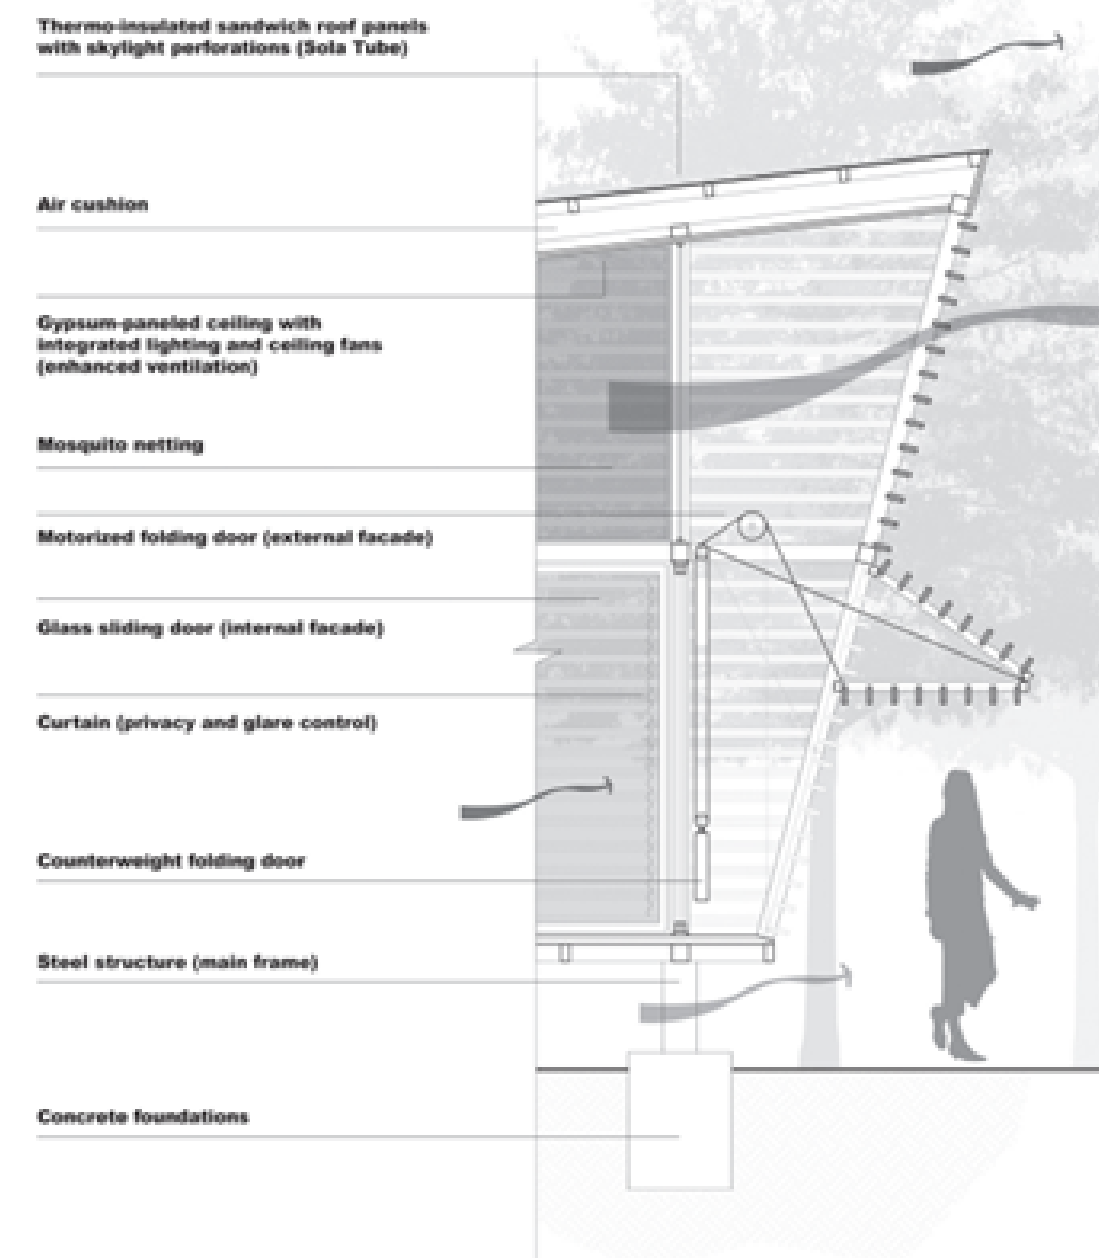 Thermo-insulated sandwich roof panels
with skylight perforations (Sola Tube)
Air cushion
Gypsum-paneled ceiling with
integrated lighting and ceiling fans
(enhanced ventilation)
Mosquito netting
Motorized folding door (external facade)
Glass sliding door (internal facade)
Curtain (privacy and glare control)
Counterweight folding door
Steel structure (main frame)
Concrete foundations